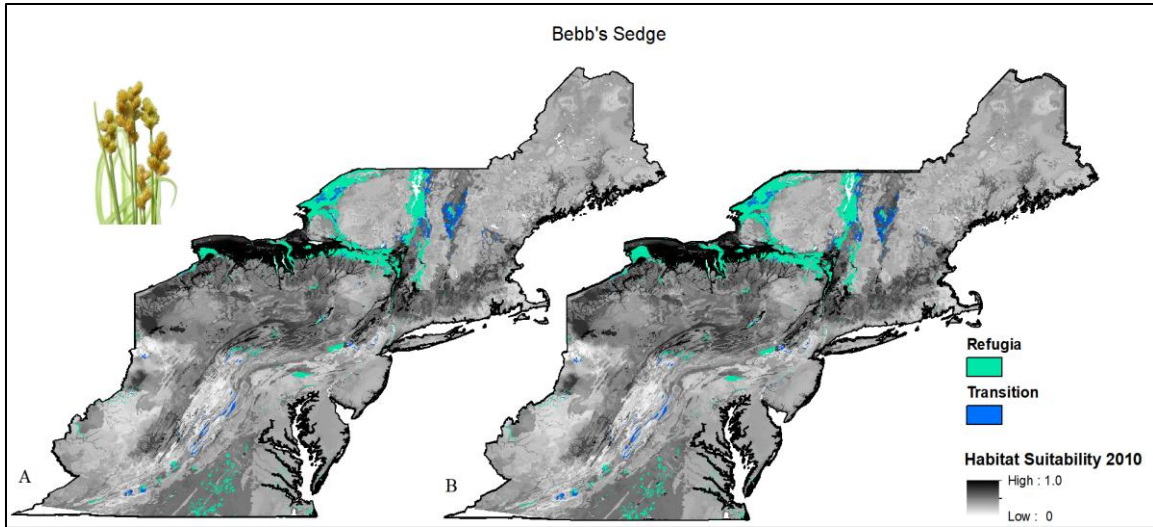 Bebb's Sedge
Refugia
Transition
Habitat Suitability 2010
High : 1.0
Low : 0
A
B